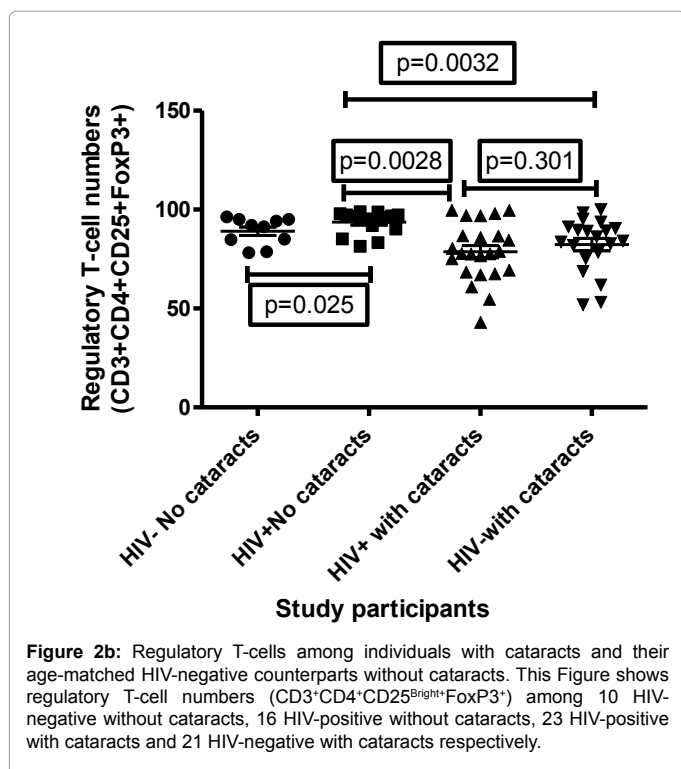 p=0.0032
150
100
50
0
Regulatory T-cell numbers
(CD3+CD4+CD25+FoxP3+)
p=0.0028
p=0.301
p=0.025
HIV- No cataracts
HIV+No cataracts
HIV+ with cataracts
HIV-with cataracts
Study participants
Figure 2b: Regulatory T-cells among individuals with cataracts and their
age-matched HIV-negative counterparts without cataracts. This Figure shows
regulatory T-cell numbers (CD3⁺CD4⁺CD25ᴮʳⁱᵍʰᵗ⁺FoxP3⁺) among 10 HIV-
negative without cataracts, 16 HIV-positive without cataracts, 23 HIV-positive
with cataracts and 21 HIV-negative with cataracts respectively.